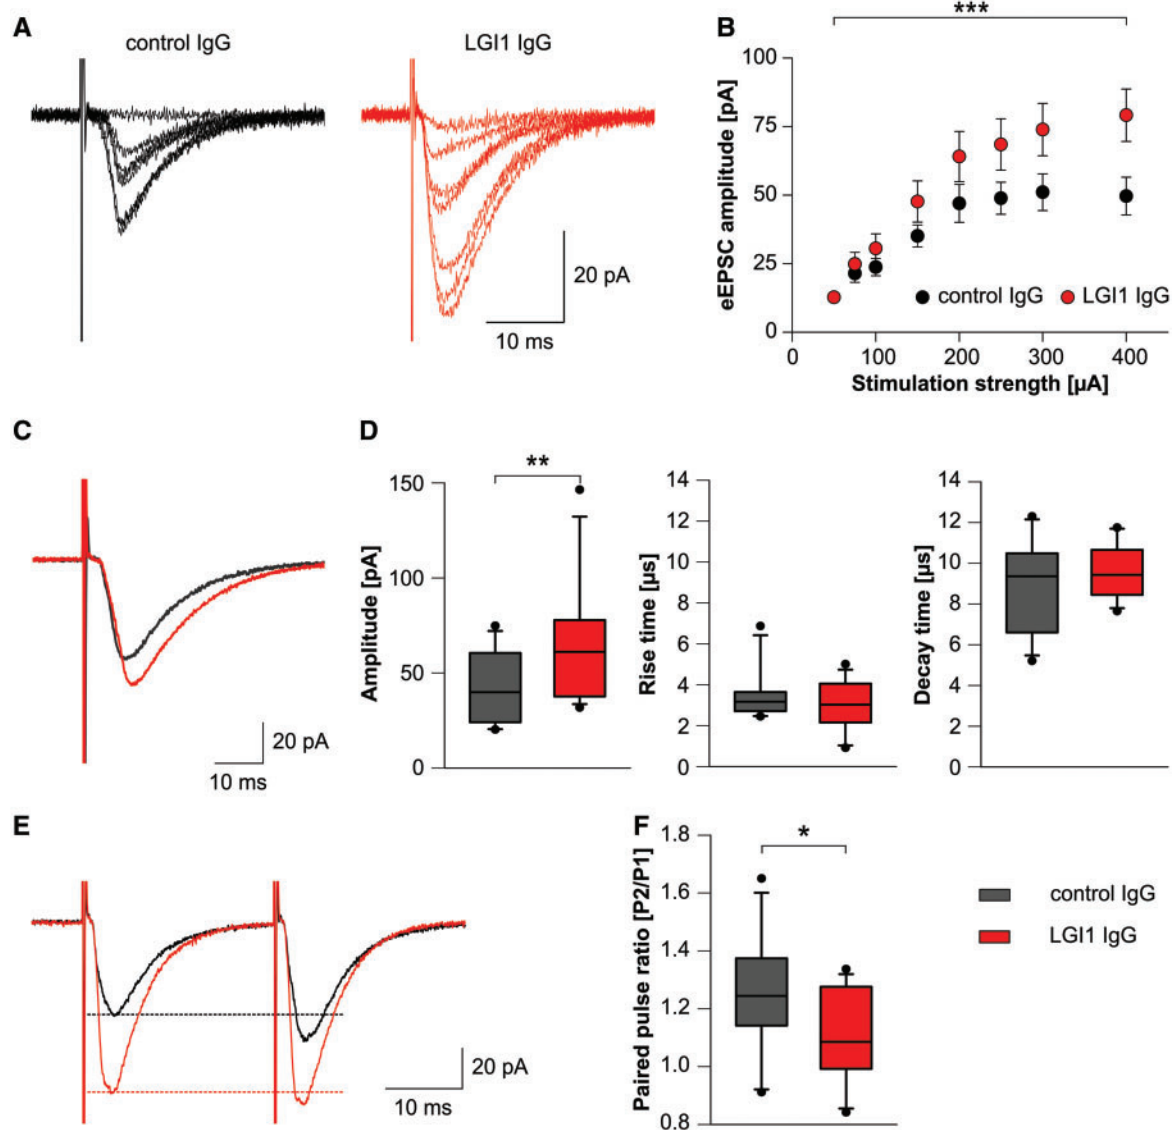 A
control IgG
LGI1 IgG
20 pA
10 ms
B
***
eEPSC amplitude [pA]
100
75
50
25
0
control IgG
LGI1 IgG
0
100
200
300
400
Stimulation strength [µA]
C
20 pA
10 ms
D
**
Amplitude [pA]
150
100
50
0
Rise time [µs]
14
12
10
8
6
4
2
0
Decay time [µs]
14
12
10
8
6
4
2
0
E
20 pA
10 ms
F
*
Paired pulse ratio [P2/P1]
1.8
1.6
1.4
1.2
1.0
0.8
control IgG
LGI1 IgG